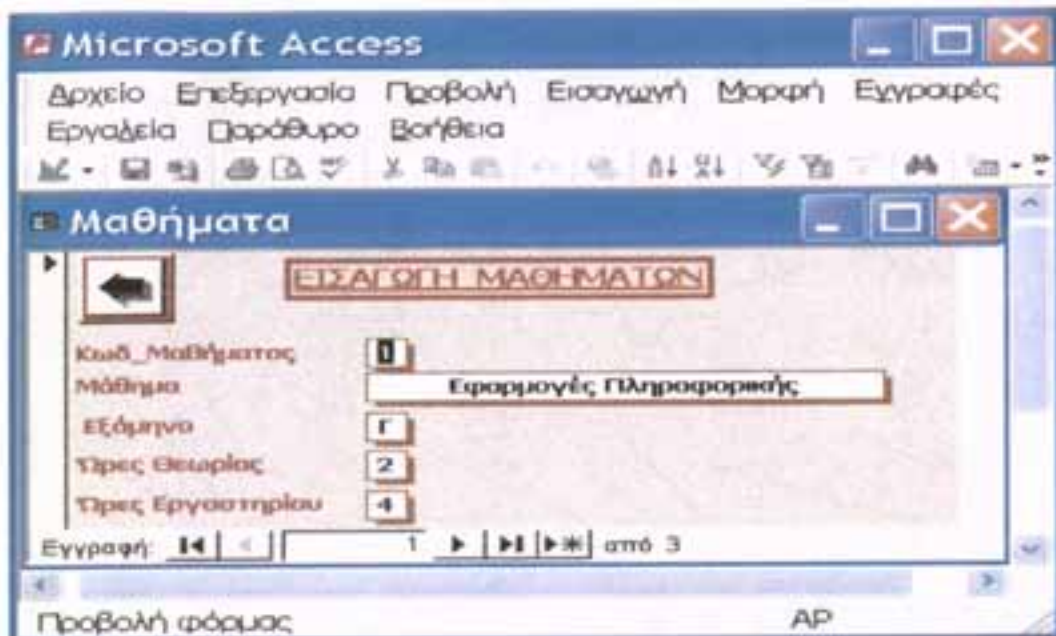 Microsoft Access
Αρχείο Επεξεργασία Προβολή Εισαγωγή Μορφή Εγγραφές
Εργαλεία Παράθυρο Βοήθεια
Μαθήματα
ΕΙΣΑΓΩΓΗ ΜΑΘΗΜΑΤΩΝ
Κωδ_Μαθήματος 1
Μάθημα Εφαρμογές Πληροφορικής
Εξάμηνο Γ
Ώρες Θεωρίας 2
Ώρες Εργαστηρίου 4
Εγγραφή: 1 από 3
Προβολή φόρμας ΑΡ